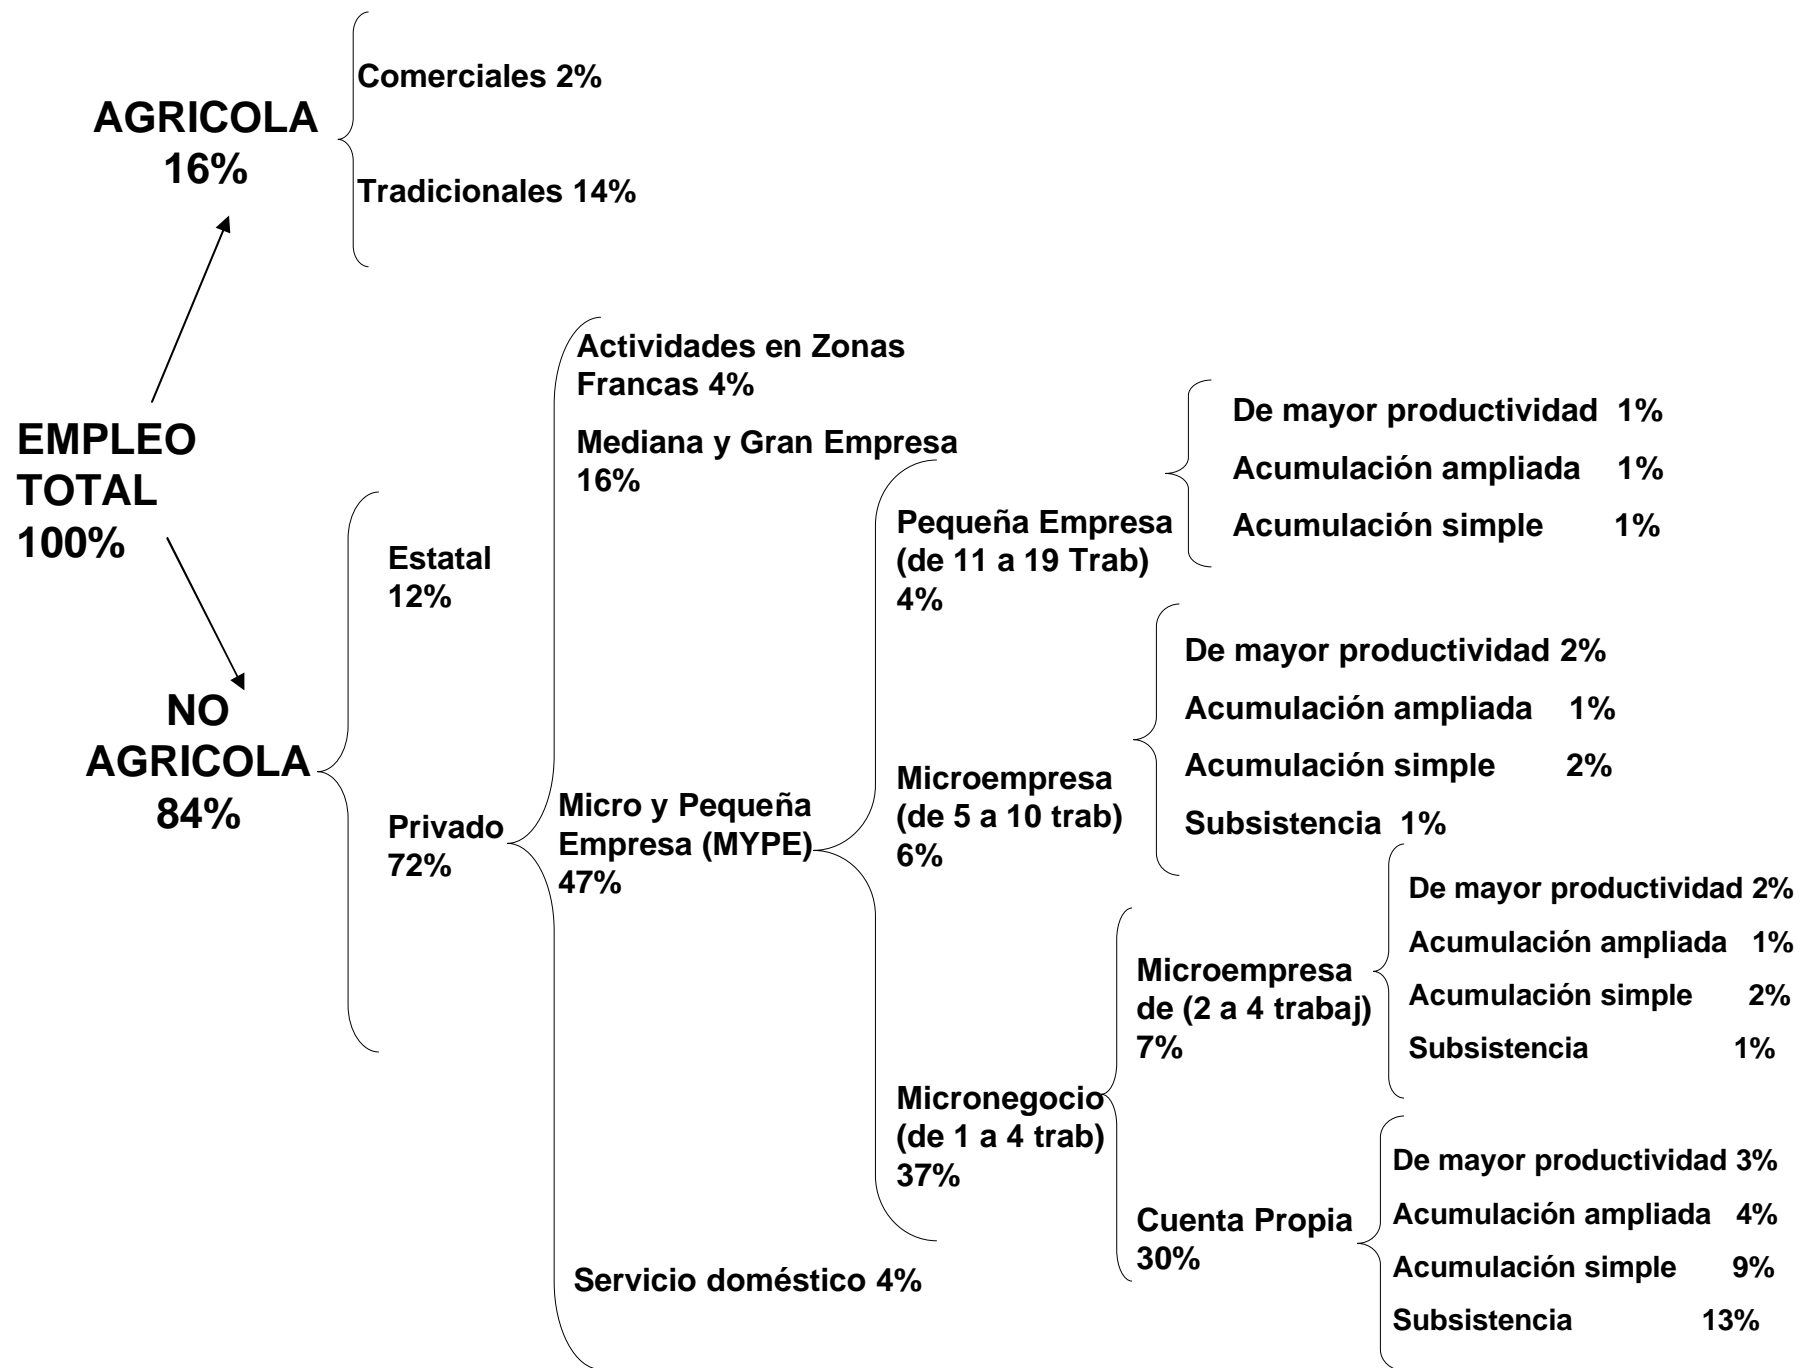 Comerciales 2%
AGRICOLA
16%
Tradicionales 14%
EMPLEO
TOTAL
100%
NO
AGRICOLA
84%
Estatal
12%
Privado
72%
Actividades en Zonas
Francas 4%
Mediana y Gran Empresa
16%
Micro y Pequeña
Empresa (MYPE)
47%
Servicio doméstico 4%
Pequeña Empresa
(de 11 a 19 Trab)
4%
De mayor productividad 1%
Acumulación ampliada 1%
Acumulación simple 1%
Microempresa
(de 5 a 10 trab)
6%
De mayor productividad 2%
Acumulación ampliada 1%
Acumulación simple 2%
Subsistencia 1%
Micronegocio
(de 1 a 4 trab)
37%
Microempresa
de (2 a 4 trabaj)
7%
De mayor productividad 2%
Acumulación ampliada 1%
Acumulación simple 2%
Subsistencia 1%
Cuenta Propia
30%
De mayor productividad 3%
Acumulación ampliada 4%
Acumulación simple 9%
Subsistencia 13%